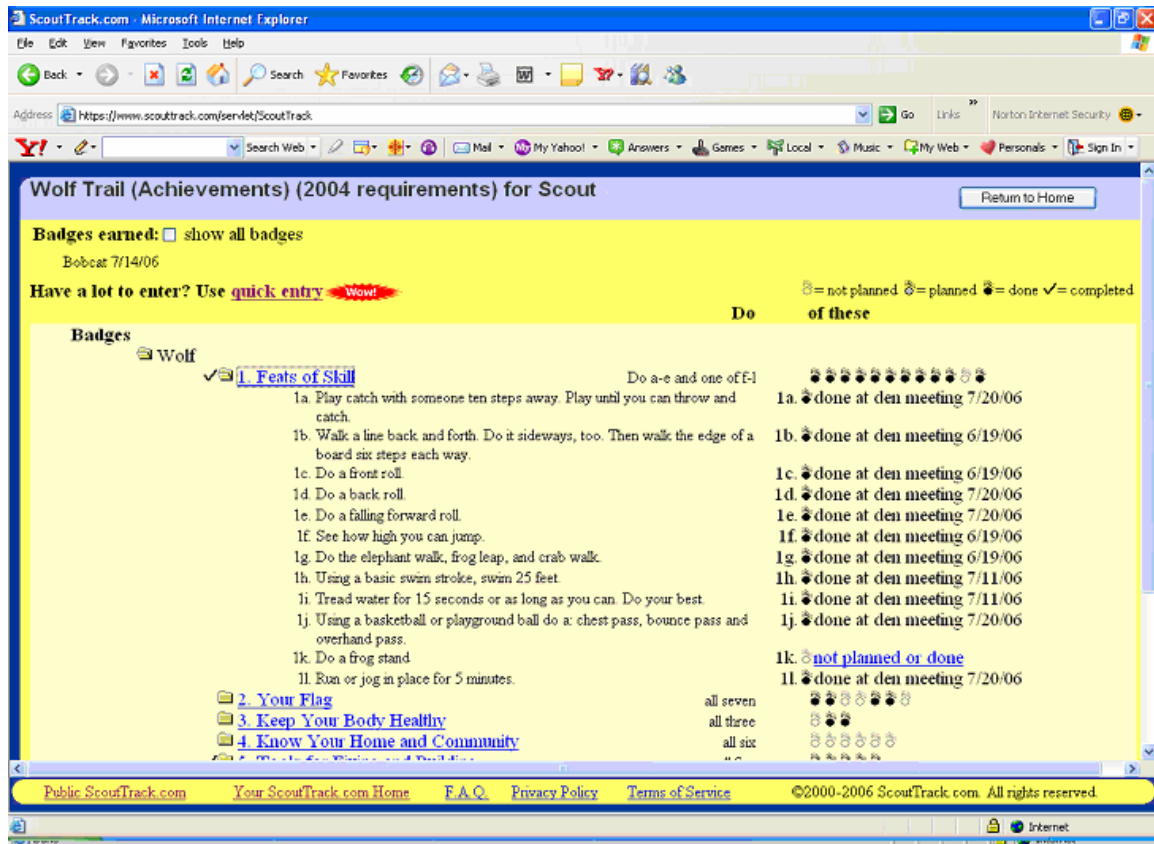 ScoutTrack.com - Microsoft Internet Explorer
File Edit View Favorites Tools Help
Back Search Favorites
Address https://www.scouttrack.com/servlet/ScoutTrack Go Links » Norton Internet Security
Y! Search Web Mail My Yahoo! Answers Games Local Music My Web Personals Sign In
Wolf Trail (Achievements) (2004 requirements) for Scout Return to Home
Badges earned: show all badges
Bobcat 7/14/06
Have a lot to enter? Use quick entry Wow! = not planned = planned = done ✓= completed
Do of these
Badges
Wolf
✓ 1. Feats of Skill Do a-e and one of f-l
1a. Play catch with someone ten steps away. Play until you can throw and 1a. done at den meeting 7/20/06
catch.
1b. Walk a line back and forth. Do it sideways, too. Then walk the edge of a 1b. done at den meeting 6/19/06
board six steps each way.
1c. Do a front roll. 1c. done at den meeting 6/19/06
1d. Do a back roll. 1d. done at den meeting 7/20/06
1e. Do a falling forward roll. 1e. done at den meeting 7/20/06
1f. See how high you can jump. 1f. done at den meeting 6/19/06
1g. Do the elephant walk, frog leap, and crab walk. 1g. done at den meeting 6/19/06
1h. Using a basic swim stroke, swim 25 feet. 1h. done at den meeting 7/11/06
1i. Tread water for 15 seconds or as long as you can. Do your best. 1i. done at den meeting 7/11/06
1j. Using a basketball or playground ball do a: chest pass, bounce pass and 1j. done at den meeting 7/20/06
overhand pass.
1k. Do a frog stand 1k. not planned or done
1l. Run or jog in place for 5 minutes. 1l. done at den meeting 7/20/06
2. Your Flag all seven
3. Keep Your Body Healthy all three
4. Know Your Home and Community all six
Public ScoutTrack.com Your ScoutTrack.com Home F.A.Q. Privacy Policy Terms of Service ©2000-2006 ScoutTrack.com. All rights reserved.
Internet